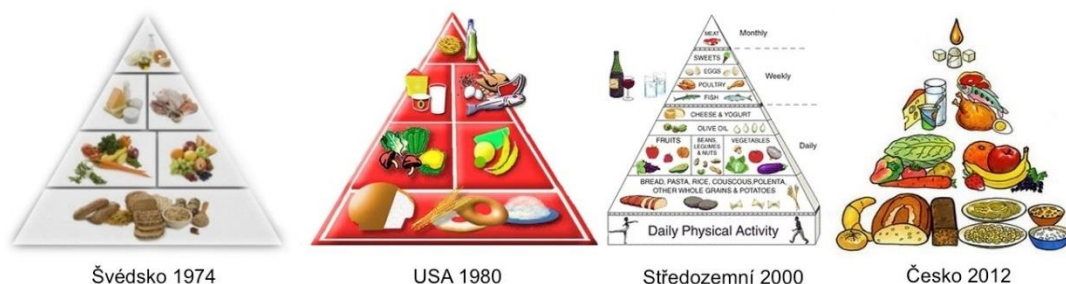 MEAT
Monthly
SWEETS
EGGS
Weekly
POULTRY
FISH
CHEESE & YOGURT
OLIVE OIL
Daily
FRUITS
BEANS,
LEGUMES
& NUTS
VEGETABLES
BREAD, PASTA, RICE, COUSCOUS, POLENTA,
OTHER WHOLE GRAINS & POTATOES
Daily Physical Activity
Švédsko 1974
USA 1980
Středozemní 2000
Česko 2012